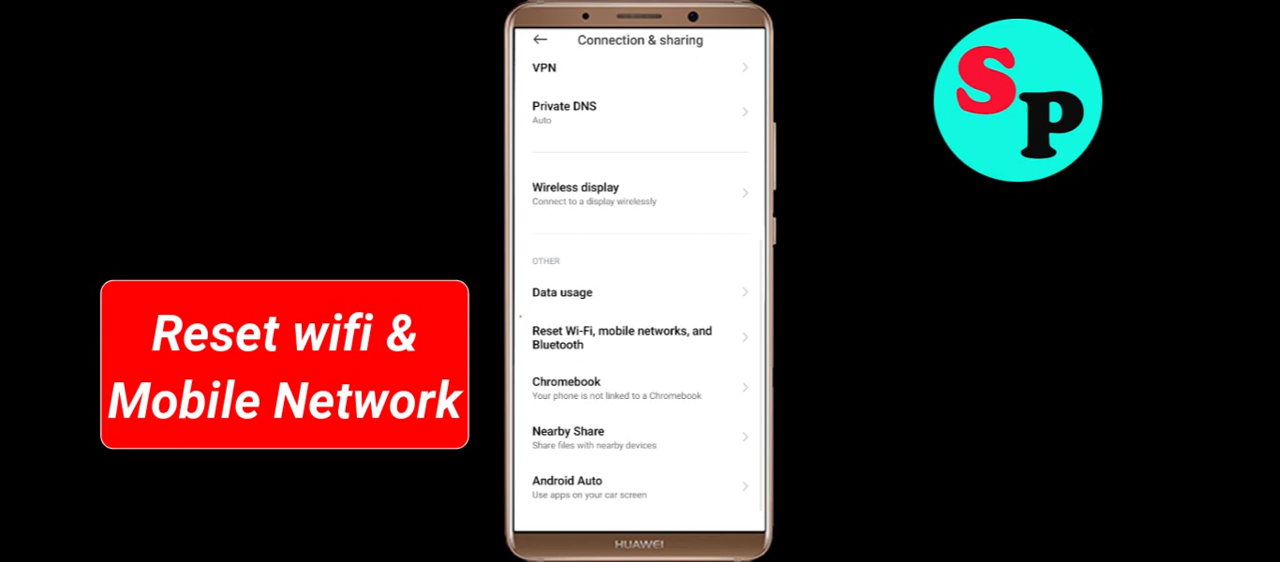 Connection & sharing
VPN
Private DNS
Auto
Wireless display
Connect to a display wirelessly
OTHER
Data usage
Reset Wi-Fi, mobile networks, and
Bluetooth
Chromebook
Your phone is not linked to a Chromebook
Nearby Share
Share files with nearby devices
Android Auto
Use apps on your car screen
HUAWEI
Reset wifi &
Mobile Network
SP